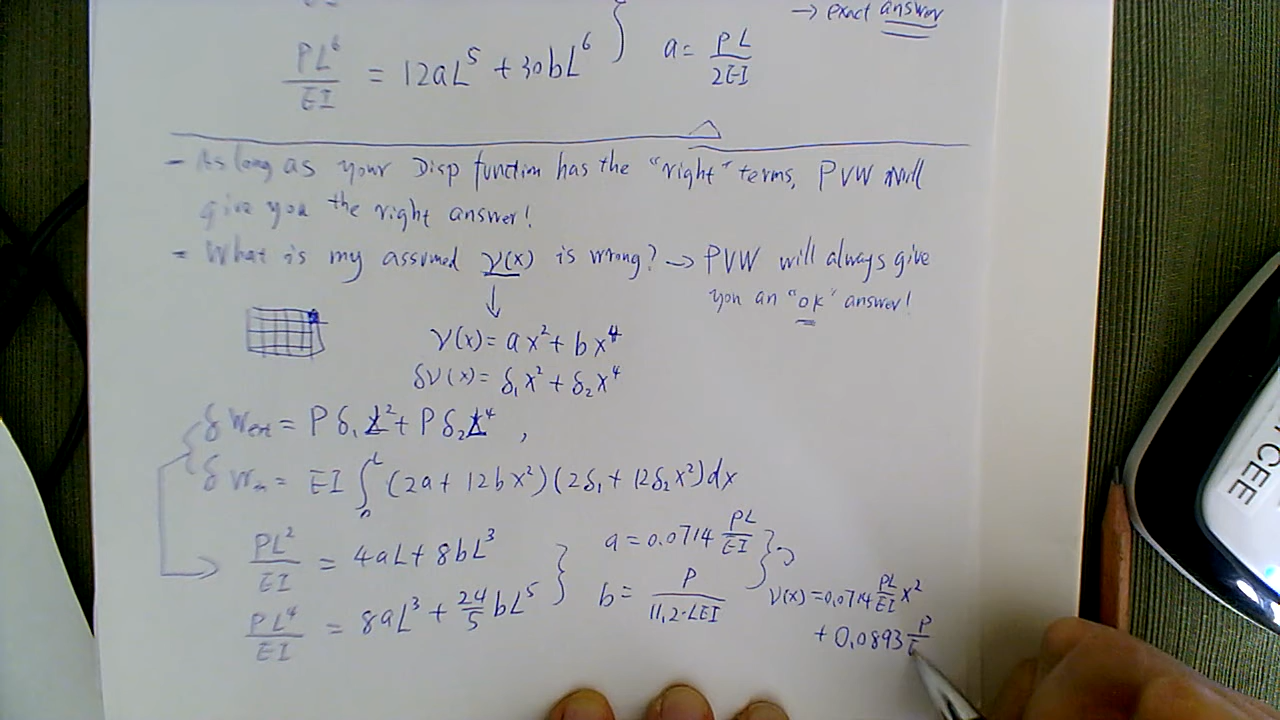 → exact answer
PL⁶/EI = 12aL⁵ + 30bL⁶ } a = PL/2EI
- As long as your Disp function has the "right" terms, PVW will
give you the right answer!
- What is my assumed v(x) is wrong? → PVW will always give
you an "ok" answer!
↓
v(x) = ax² + bx⁴
δv(x) = δ₁x² + δ₂x⁴
δWext = Pδ₁L² + Pδ₂L⁴ ,
δWin = EI ∫₀ᴸ (2a + 12bx²)(2δ₁ + 12δ₂x²)dx
PL²/EI = 4aL + 8bL³
PL⁴/EI = 8aL³ + 24/5 bL⁵
a = 0.0714 PL/EI
b = P/11.2·LEI
v(x) = 0.0714 PL/EI x²
+ 0.0893 P/E
CEE